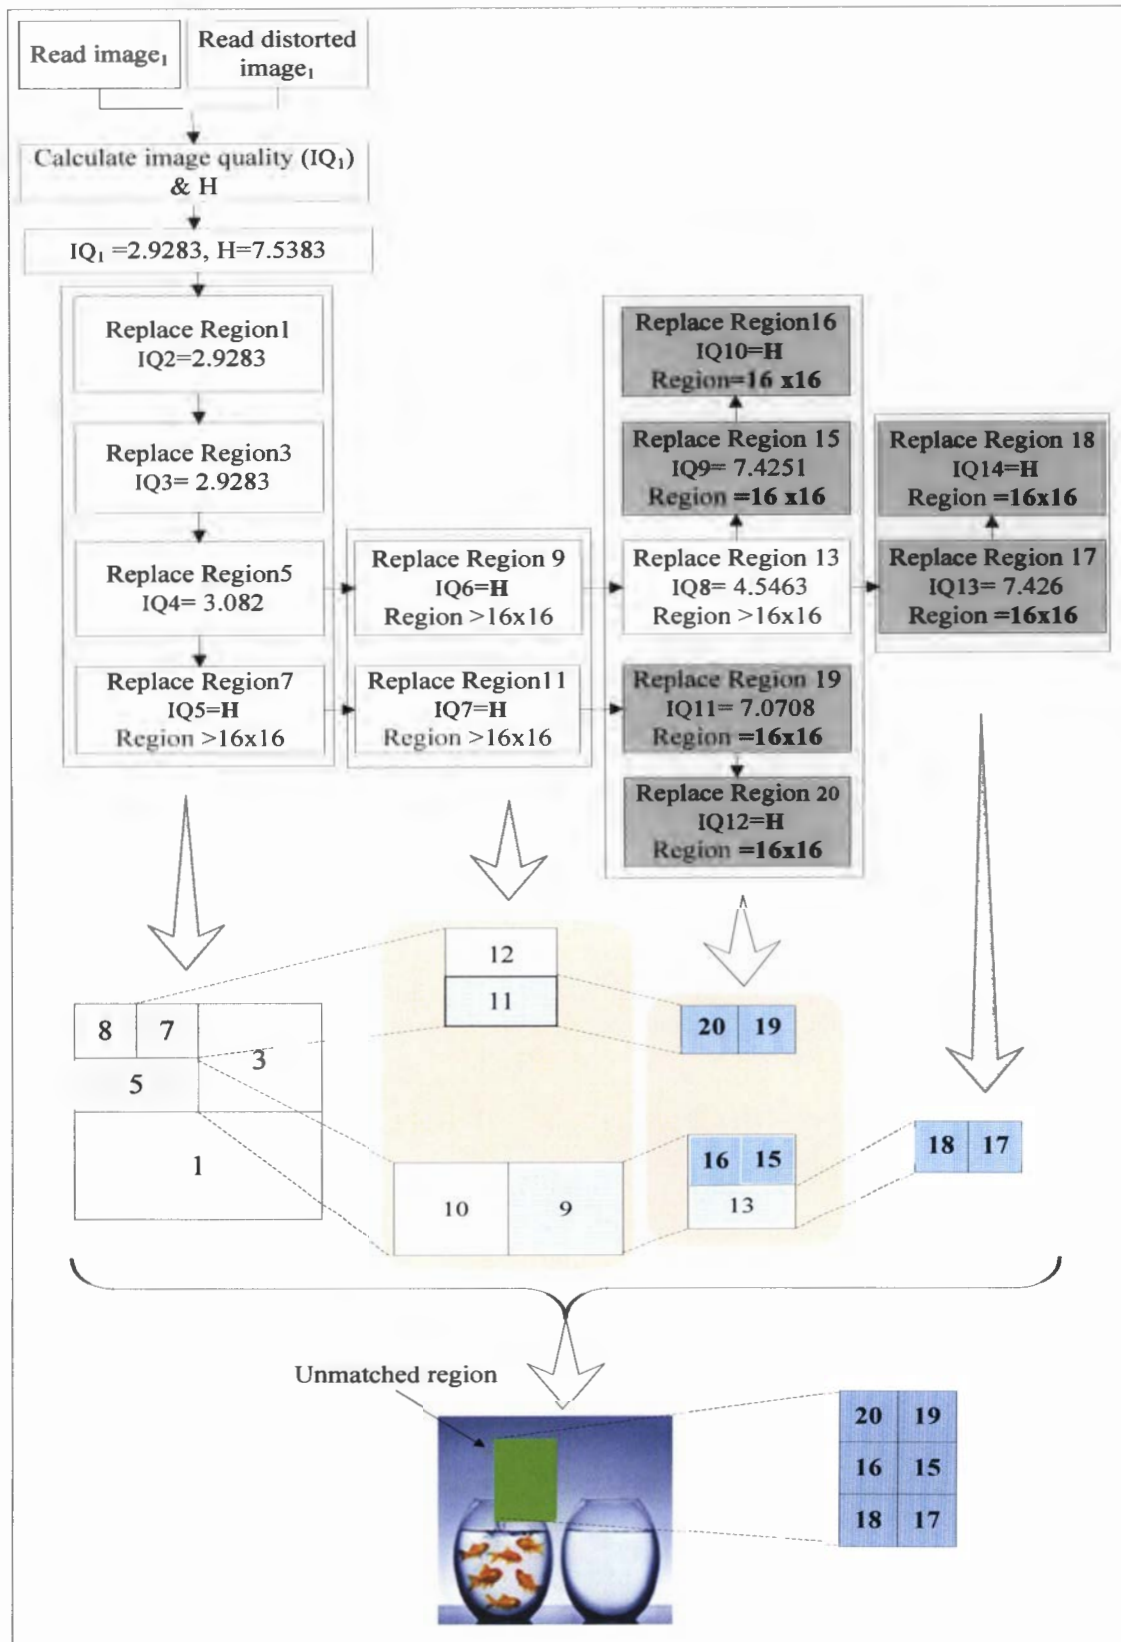 Read image₁
Read distorted
image₁
Calculate image quality (IQ₁)
& H
IQ₁ =2.9283, H=7.5383
Replace Region1
IQ2=2.9283
Replace Region3
IQ3= 2.9283
Replace Region5
IQ4= 3.082
Replace Region7
IQ5=H
Region >16x16
Replace Region 9
IQ6=H
Region >16x16
Replace Region11
IQ7=H
Region >16x16
Replace Region16
IQ10=H
Region=16 x16
Replace Region 15
IQ9= 7.4251
Region =16 x16
Replace Region 13
IQ8= 4.5463
Region >16x16
Replace Region 19
IQ11= 7.0708
Region =16x16
Replace Region 20
IQ12=H
Region =16x16
Replace Region 18
IQ14=H
Region =16x16
Replace Region 17
IQ13= 7.426
Region =16x16
8 7
3
5
1
12
11
10 9
20 19
16 15
13
18 17
Unmatched region
20 19
16 15
18 17